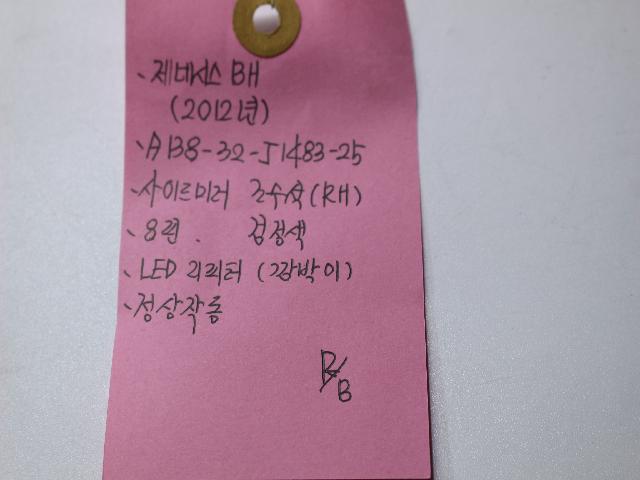 、제네시스 BH
(2012년)
、A138-32-J1483-25
、사이드미러 조수석(RH)
、8핀. 검정색
、LED 리피터 (깜박이)
、정상작동
B/B